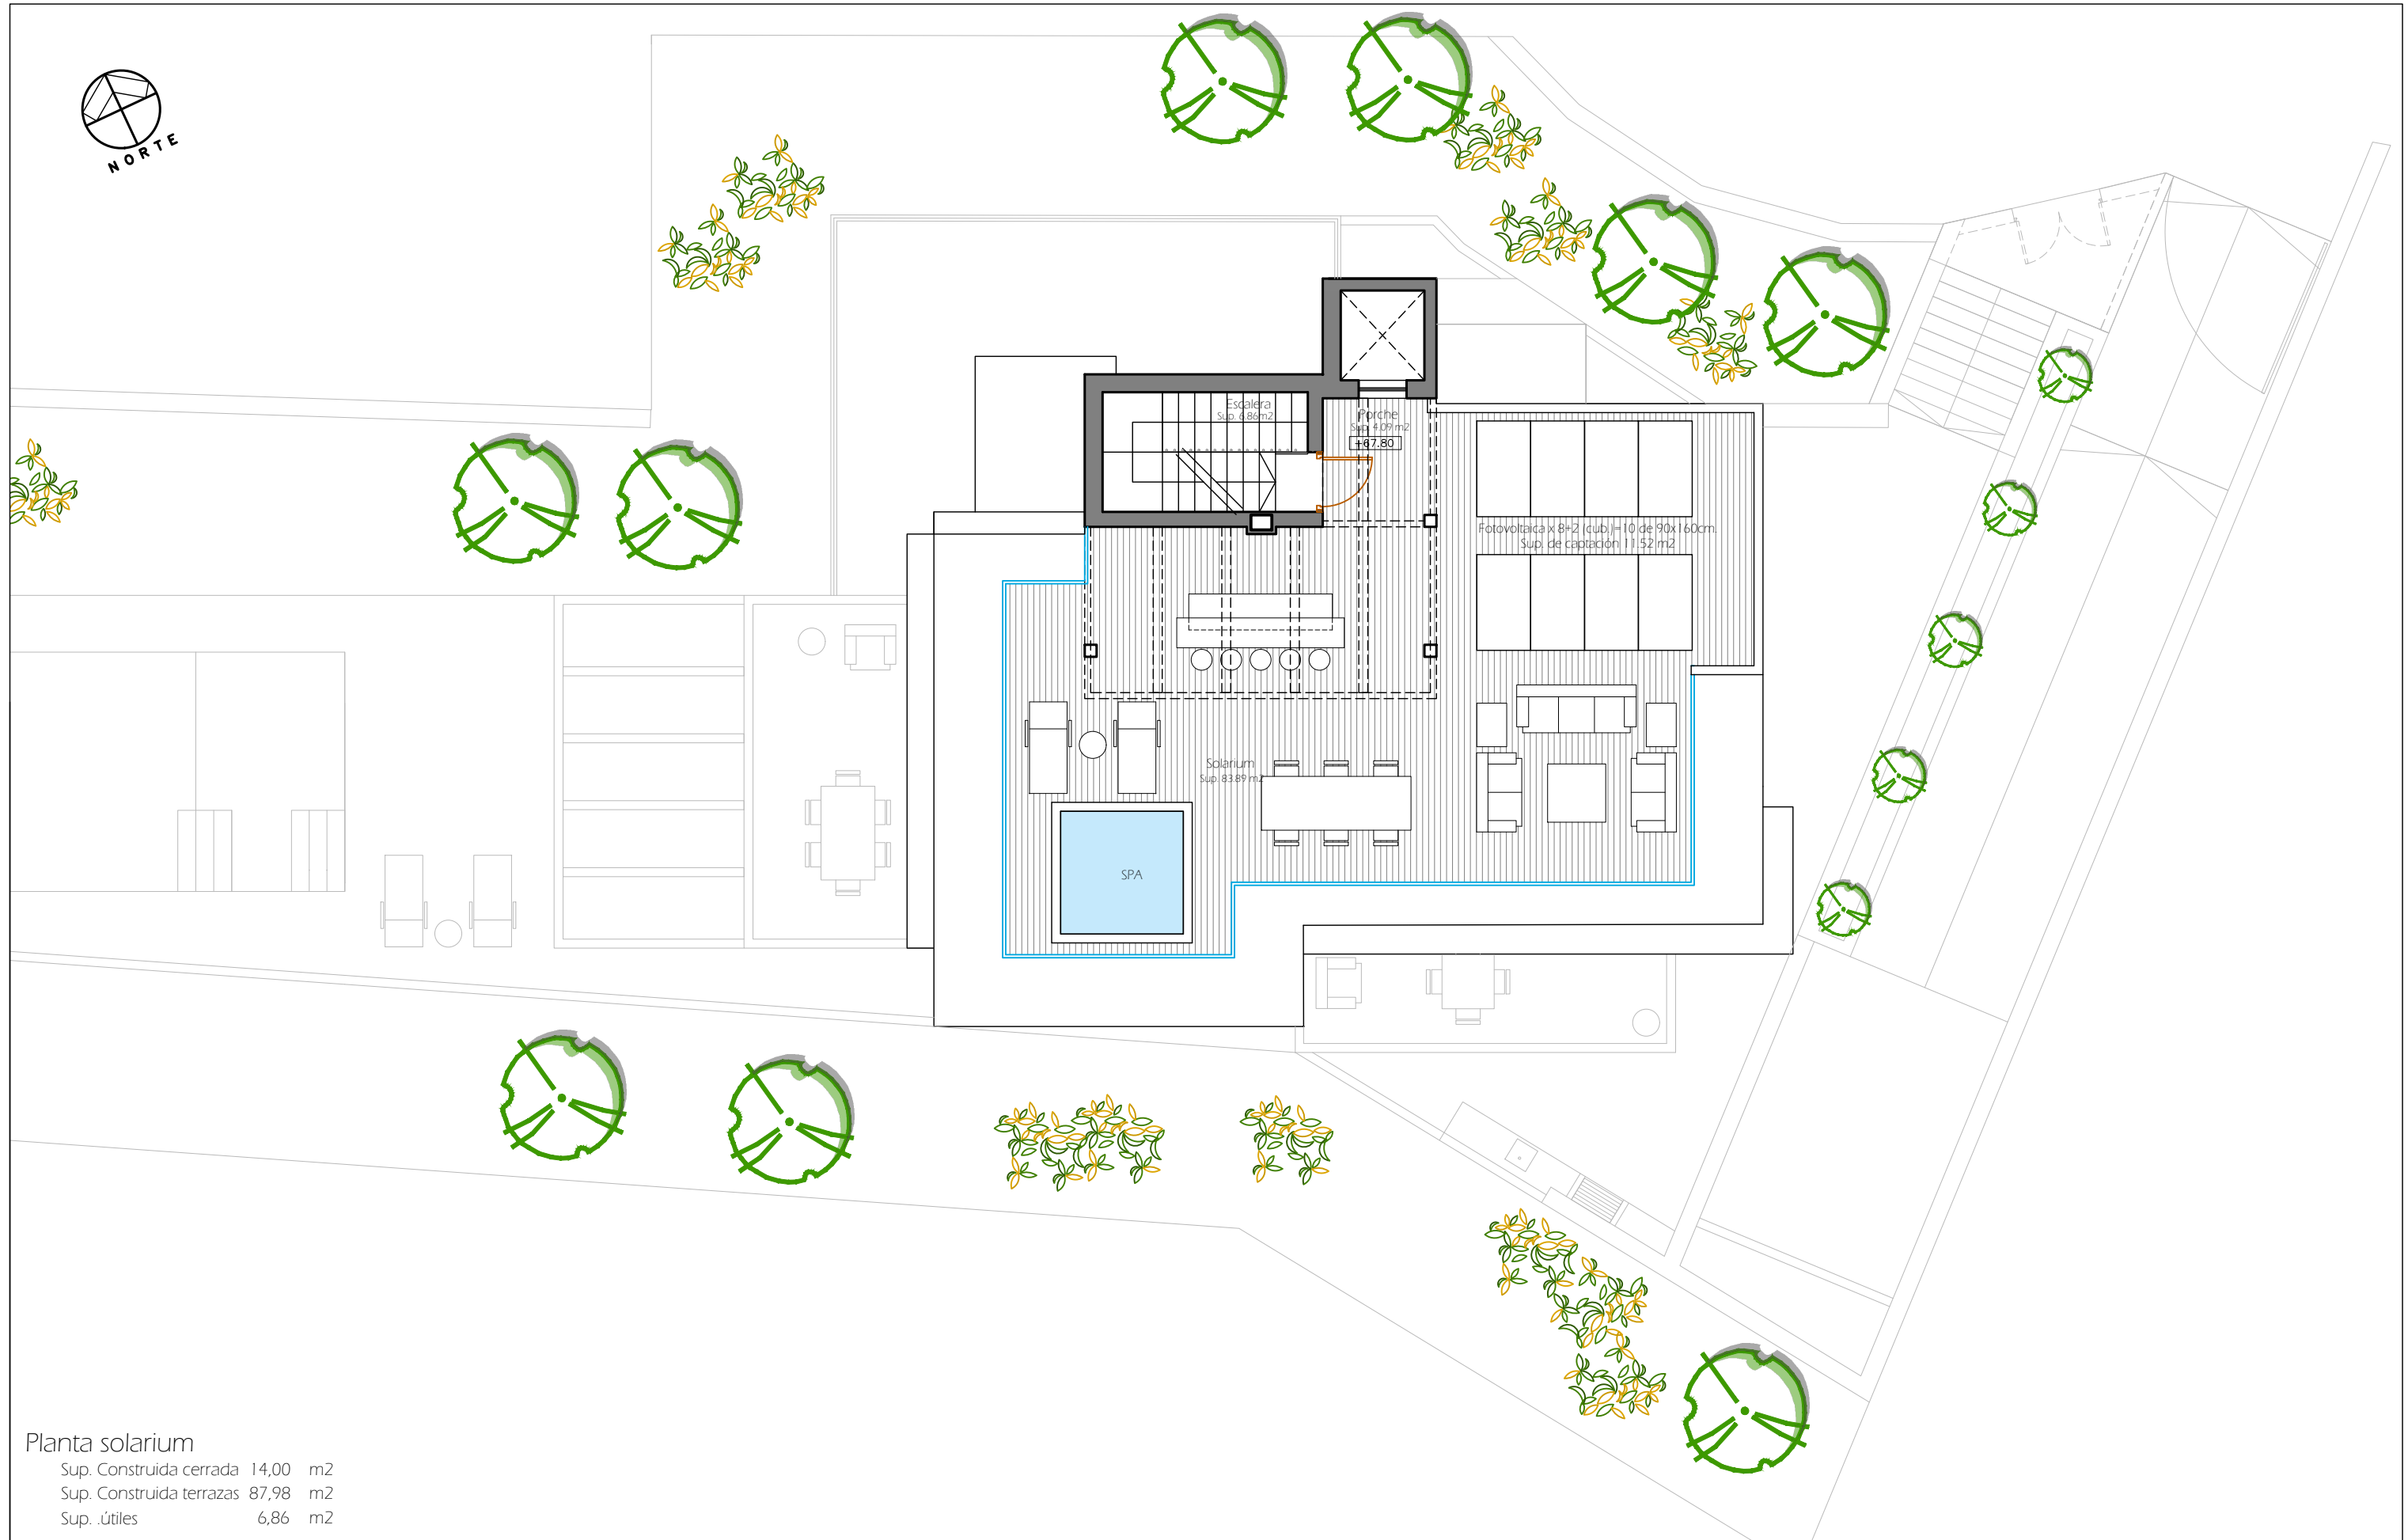 NORTE
Escalera
Sup. 6.86m2
Porche
Sup. 4.09 m2
+67.80
Fotovoltaica x 8+2 (cub.)=10 de 90x160cm.
Sup. de captación 11.52 m2
Solarium
Sup. 83.89 m2
SPA
Planta solarium
Sup. Construida cerrada 14,00 m2
Sup. Construida terrazas 87,98 m2
Sup. .útiles 6,86 m2